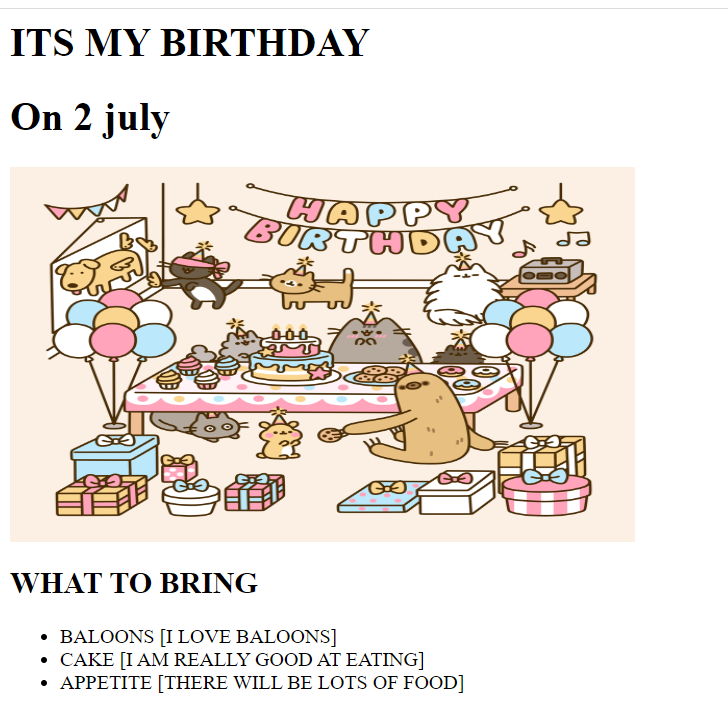 ITS MY BIRTHDAY
On 2 july
HAPPY
BIRTHDAY
WHAT TO BRING
BALOONS [I LOVE BALOONS]
CAKE [I AM REALLY GOOD AT EATING]
APPETITE [THERE WILL BE LOTS OF FOOD]